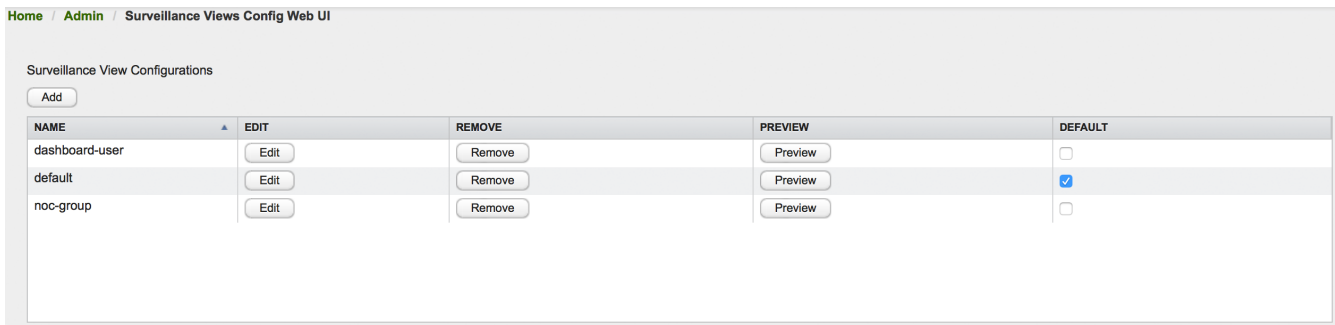 Home / Admin / Surveillance Views Config Web UI
Surveillance View Configurations
Add
NAME EDIT REMOVE PREVIEW DEFAULT
dashboard-user Edit Remove Preview
default Edit Remove Preview
noc-group Edit Remove Preview